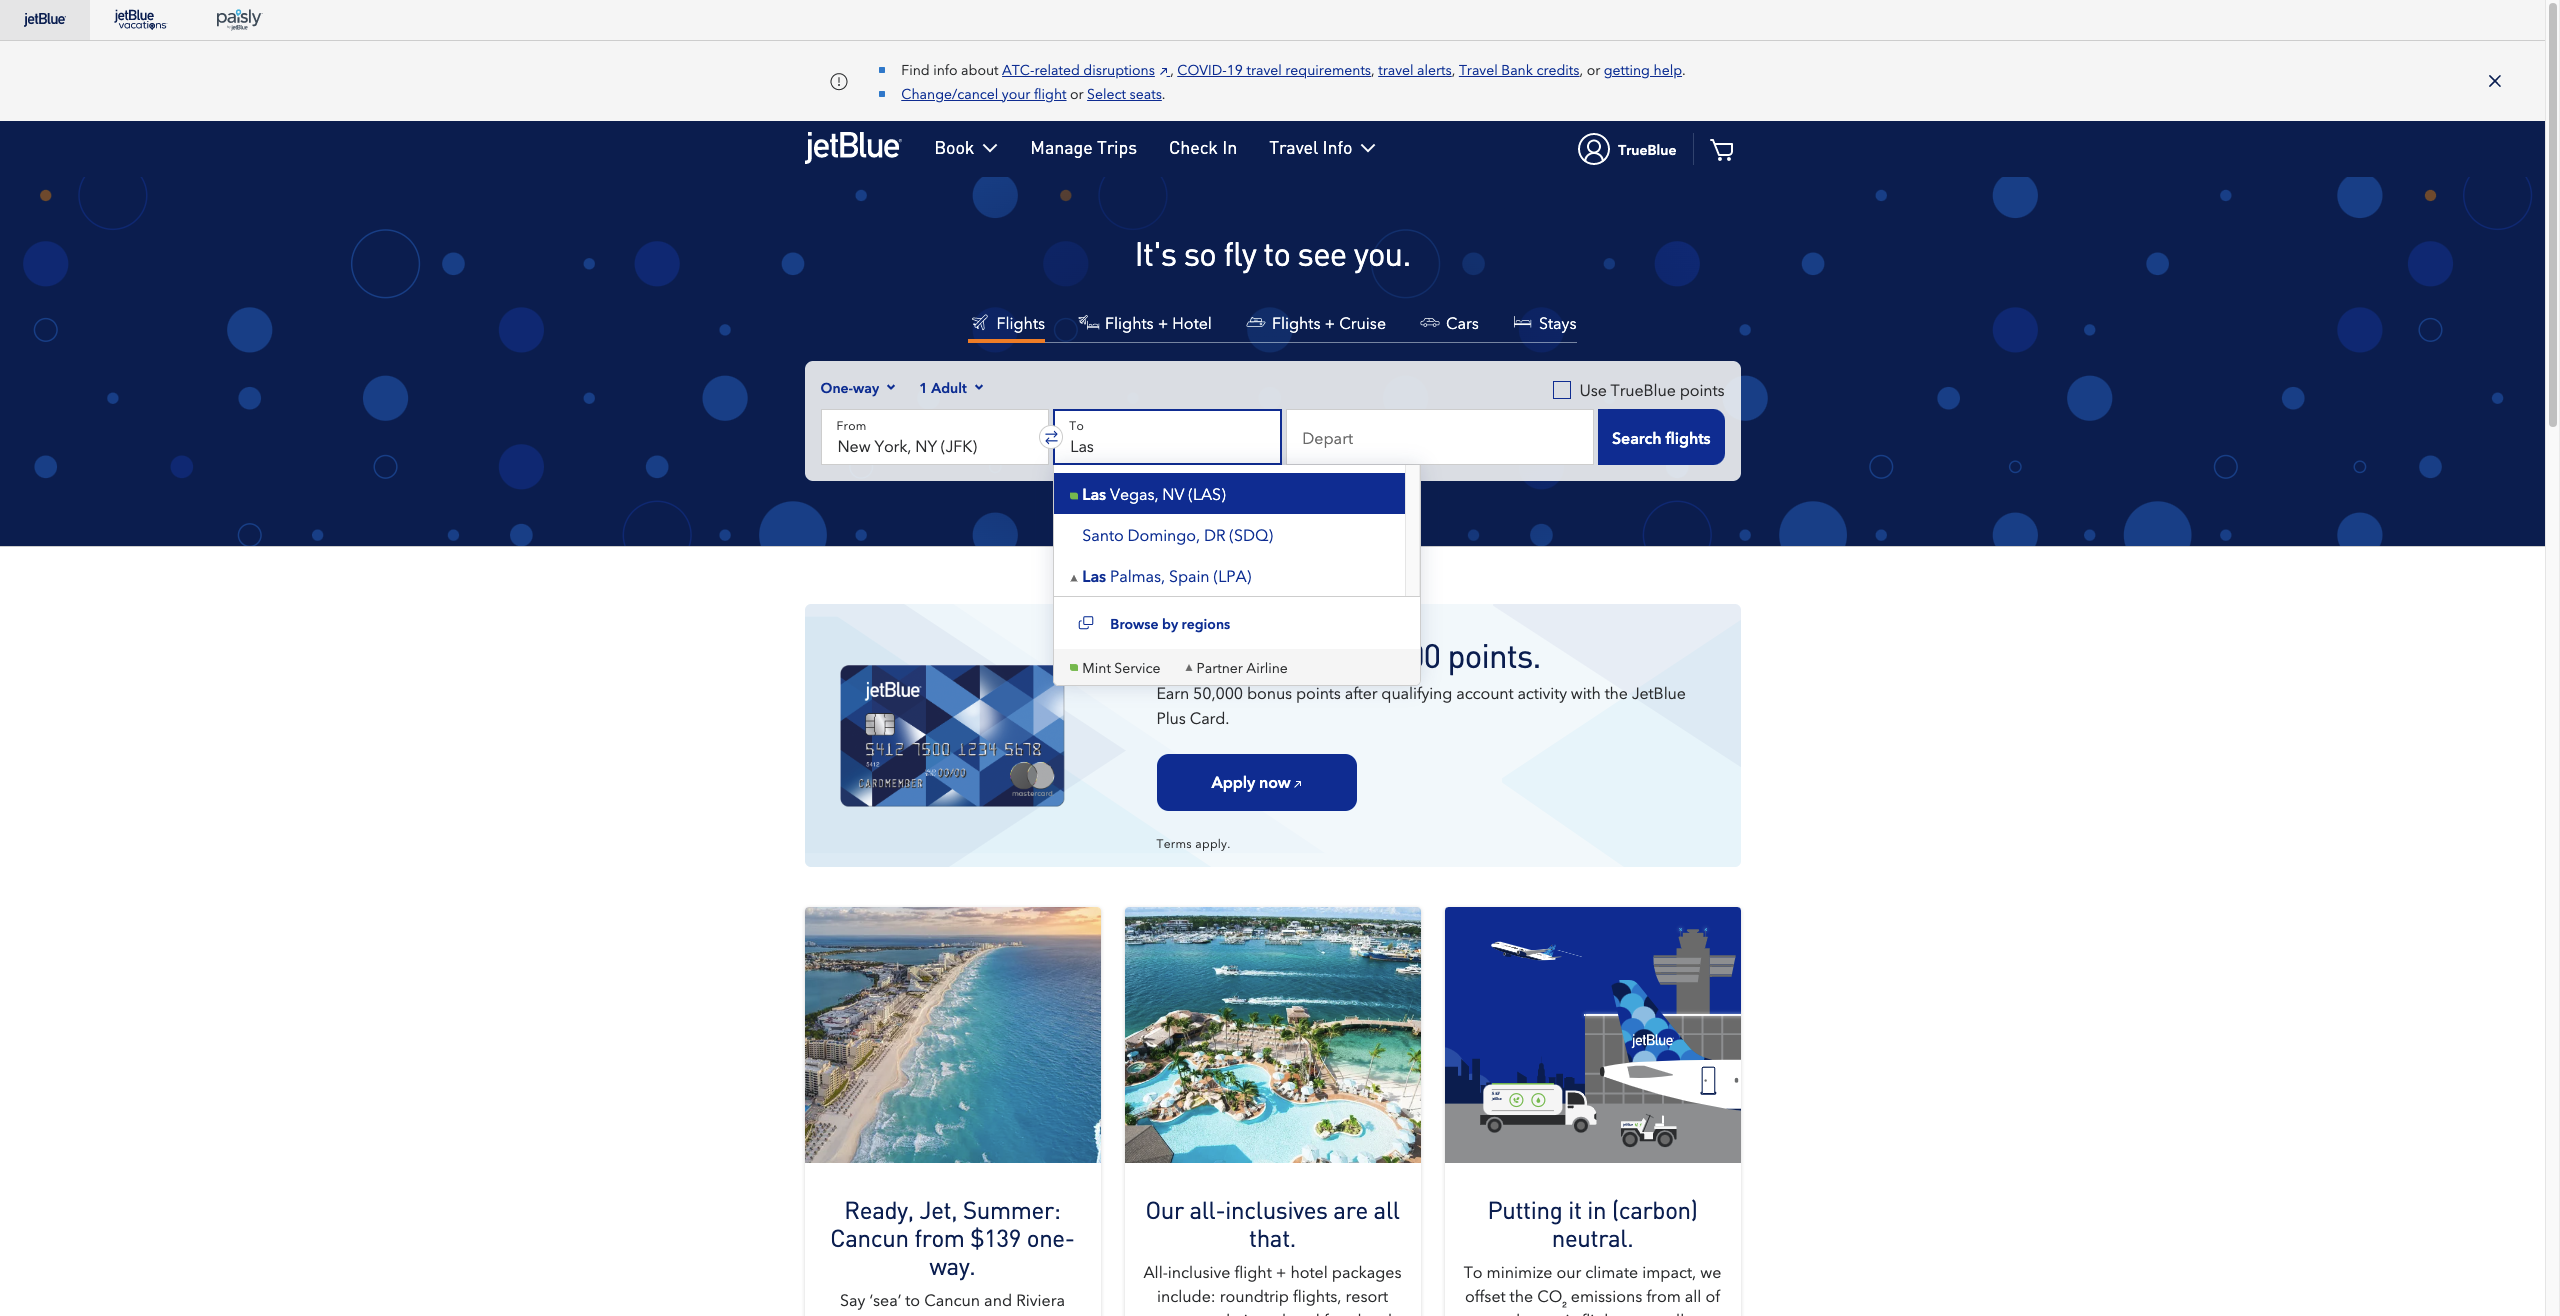 jetBlue
jetBlue vacations
paisly
by jetBlue
Find info about ATC-related disruptions, COVID-19 travel requirements, travel alerts, Travel Bank credits, or getting help.
Change/cancel your flight or Select seats.
jetBlue
Book
Manage Trips
Check In
Travel Info
TrueBlue
It's so fly to see you.
Flights
Flights + Hotel
Flights + Cruise
Cars
Stays
One-way
1 Adult
Use TrueBlue points
From
New York, NY (JFK)
To
Las
Depart
Search flights
Las Vegas, NV (LAS)
Santo Domingo, DR (SDQ)
Las Palmas, Spain (LPA)
Browse by regions
Mint Service
Partner Airline
points.
Earn 50,000 bonus points after qualifying account activity with the JetBlue
Plus Card.
Apply now
Terms apply.
jetBlue
5412 7500 1234 5678
5412
00/00
CARDMEMBER
mastercard
jetBlue
Ready, Jet, Summer:
Cancun from $139 one-
way.
Say ‘sea’ to Cancun and Riviera
Our all-inclusives are all
that.
All-inclusive flight + hotel packages
include: roundtrip flights, resort
Putting it in (carbon)
neutral.
To minimize our climate impact, we
offset the CO₂ emissions from all of